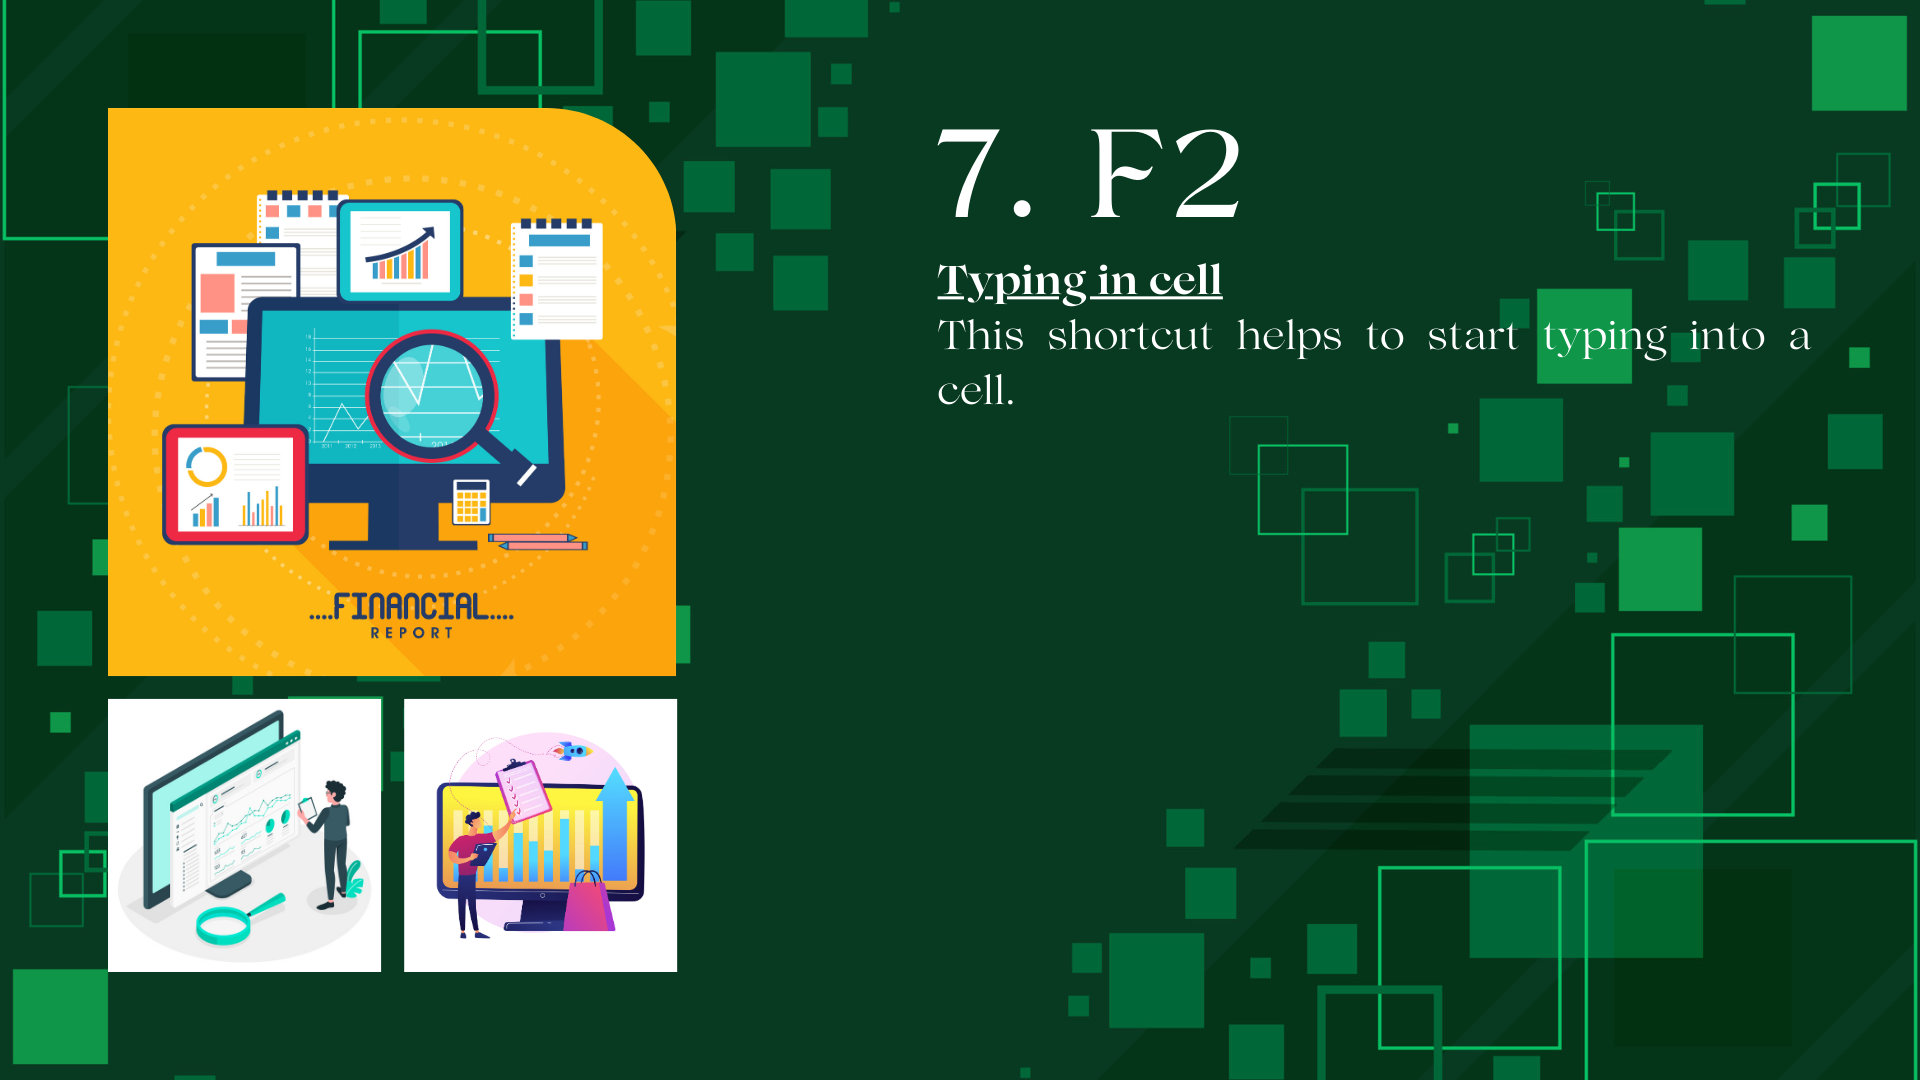 7. F2
Typing in cell
This shortcut helps to start typing into a
cell.
....FINANCIAL....
REPORT